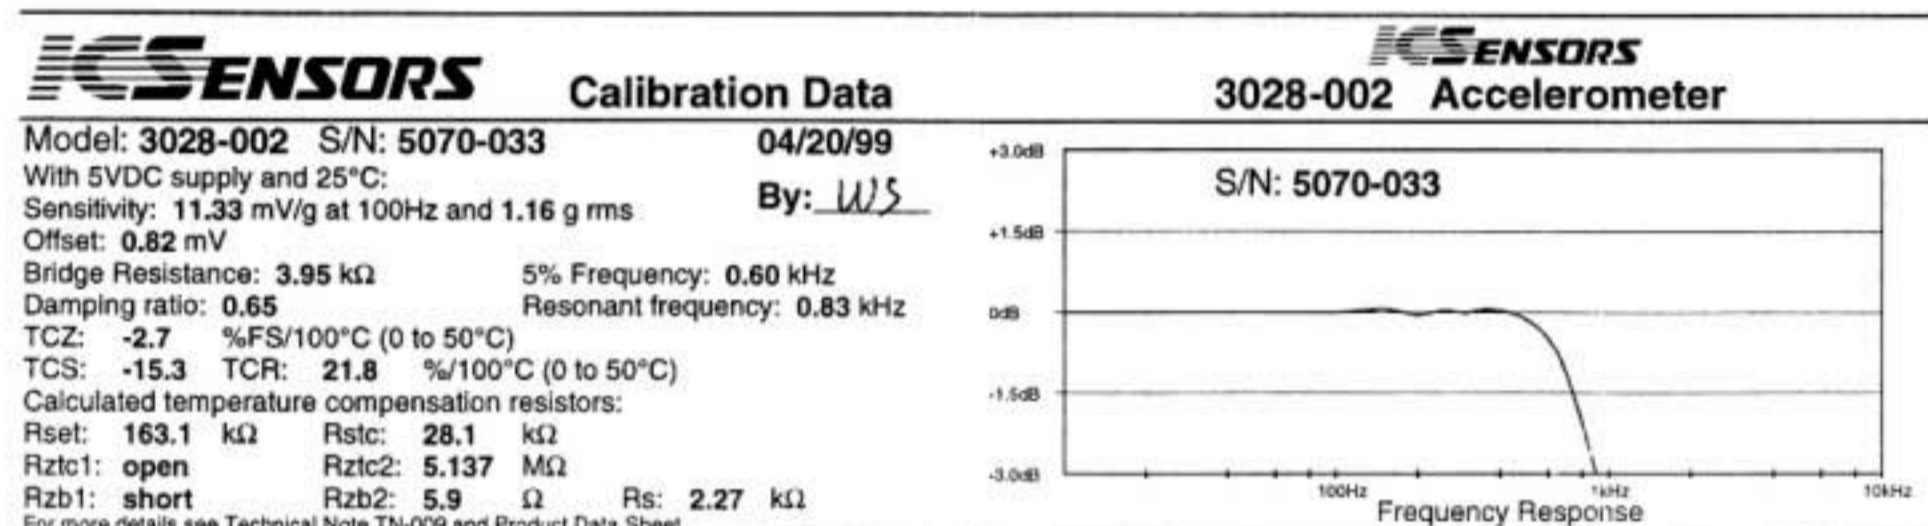 ICSENSORS Calibration Data
Model: 3028-002 S/N: 5070-033 04/20/99
With 5VDC supply and 25°C:
By: WS
Sensitivity: 11.33 mV/g at 100Hz and 1.16 g rms
Offset: 0.82 mV
Bridge Resistance: 3.95 kΩ 5% Frequency: 0.60 kHz
Damping ratio: 0.65 Resonant frequency: 0.83 kHz
TCZ: -2.7 %FS/100°C (0 to 50°C)
TCS: -15.3 TCR: 21.8 %/100°C (0 to 50°C)
Calculated temperature compensation resistors:
Rset: 163.1 kΩ Rstc: 28.1 kΩ
Rztc1: open Rztc2: 5.137 MΩ
Rzb1: short Rzb2: 5.9 Ω Rs: 2.27 kΩ
For more details see Technical Note TN-009 and Product Data Sheet
ICSENSORS
3028-002 Accelerometer
+3.0dB
S/N: 5070-033
+1.5dB
0dB
-1.5dB
-3.0dB
100Hz 1kHz 10kHz
Frequency Response